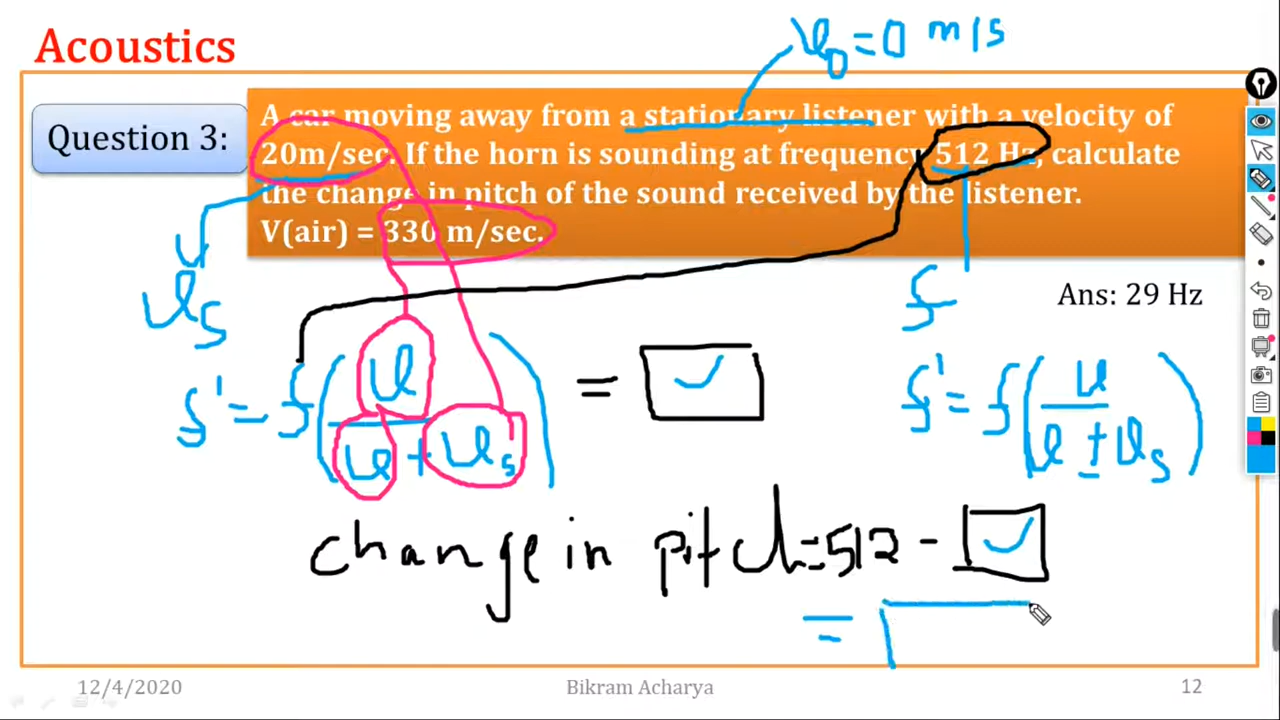 Acoustics
v₀ = 0 m/s
Question 3:
A car moving away from a stationary listener with a velocity of
20m/sec. If the horn is sounding at frequency 512 Hz, calculate
the change in pitch of the sound received by the listener.
V(air) = 330 m/sec.
vₛ
f
Ans: 29 Hz
f' = f(v/(v + vₛ)) =
f' = f(v/(v ± vₛ))
change in pitch = 512 -
=
12/4/2020
Bikram Acharya
12